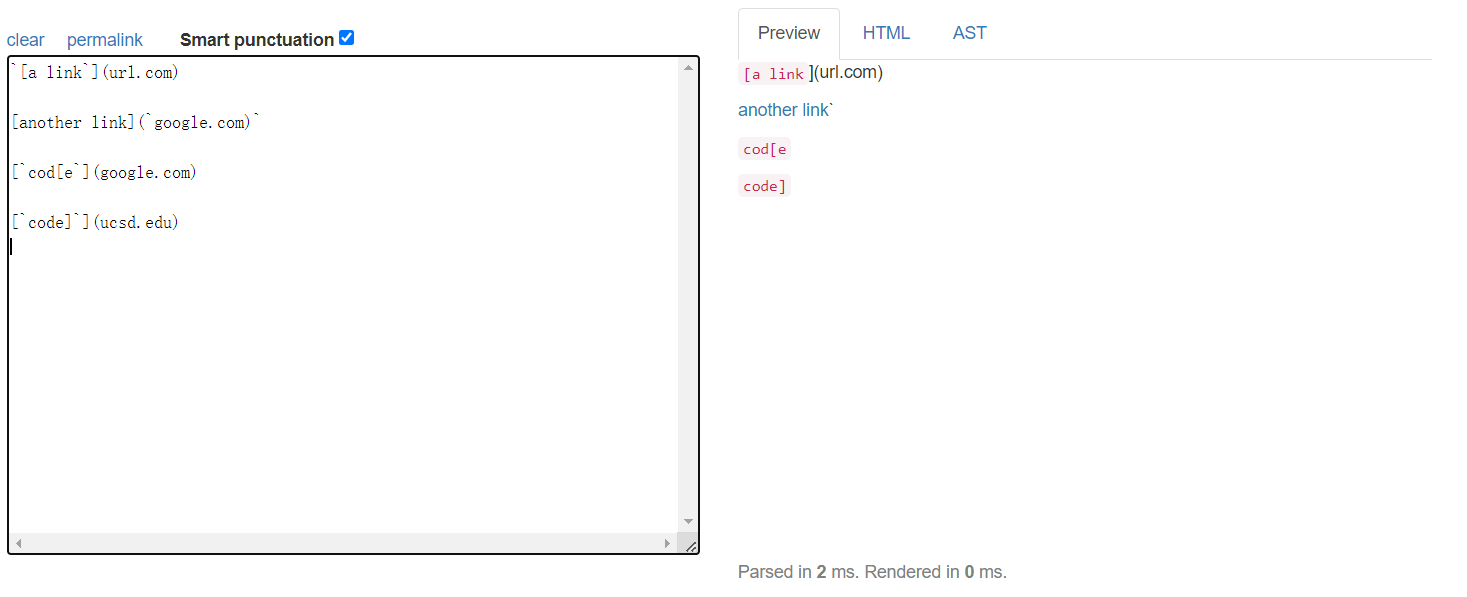 clear permalink Smart punctuation
`[a link`](url.com)
[another link](`google.com)`
[`cod[e`](google.com)
[`code]`](ucsd.edu)
Preview HTML AST
[a link](url.com)
another link`
cod[e
code]
Parsed in 2 ms. Rendered in 0 ms.